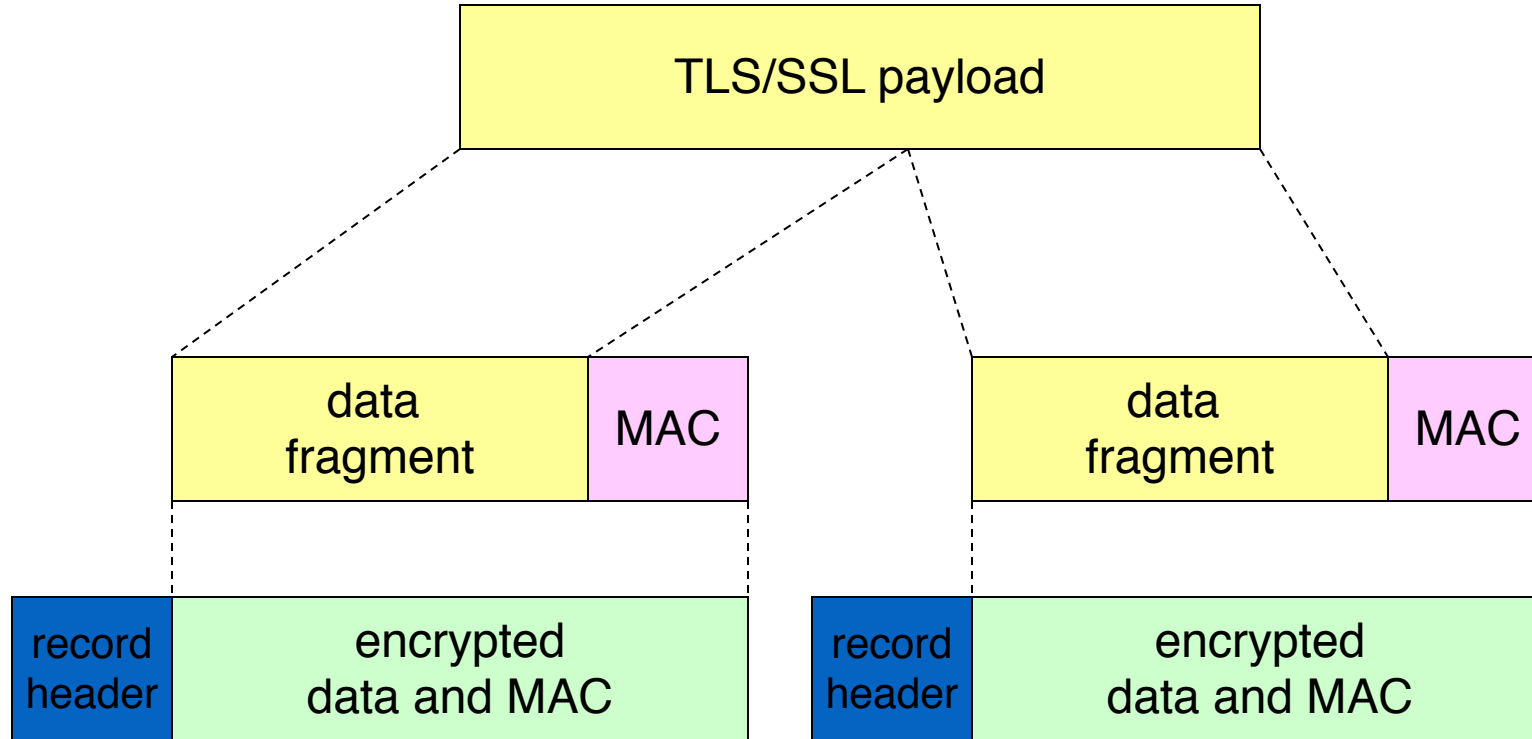 TLS/SSL payload
data
fragment
MAC
data
fragment
MAC
record
header
encrypted
data and MAC
record
header
encrypted
data and MAC